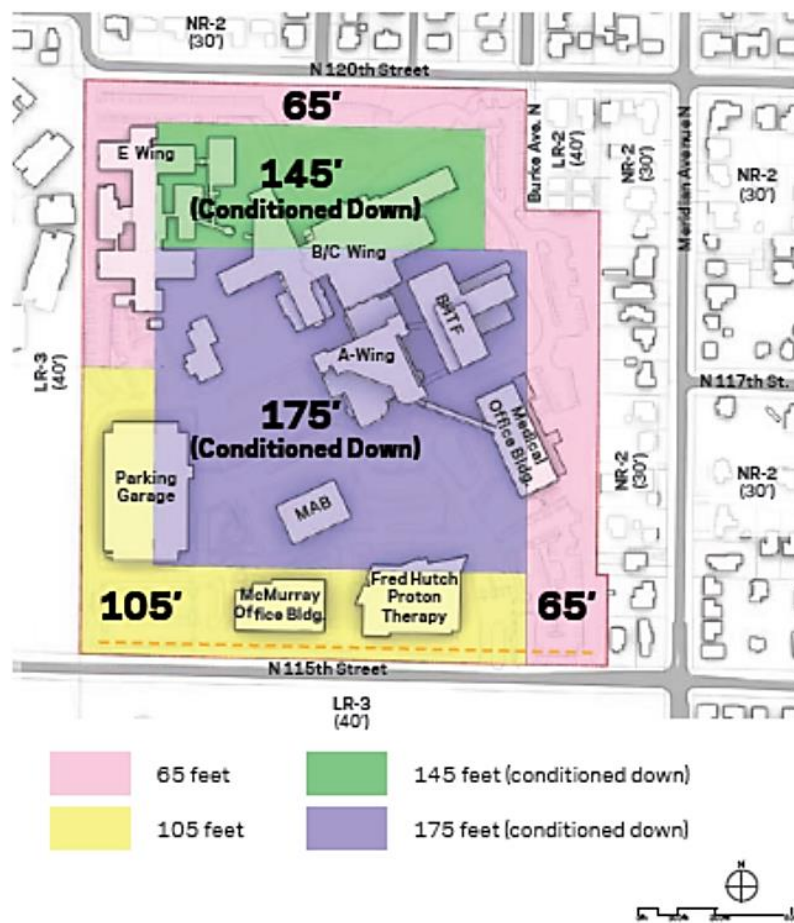 NR-2
(30')
N 120th Street
65'
E Wing
145'
(Conditioned Down)
B/C Wing
Burke Ave. N
LR-2
(40')
NR-2
(30')
Meridian Avenue N
NR-2
(30')
BHTF
A-Wing
LR-3
(40')
N 117th St.
175'
(Conditioned Down)
Medical
Office Bldg.
Parking
Garage
MAB
NR-2
(30')
NR-2
(30')
105'
McMurray
Office Bldg.
Fred Hutch
Proton
Therapy
65'
N 115th Street
LR-3
(40')
65 feet
145 feet (conditioned down)
105 feet
175 feet (conditioned down)
N